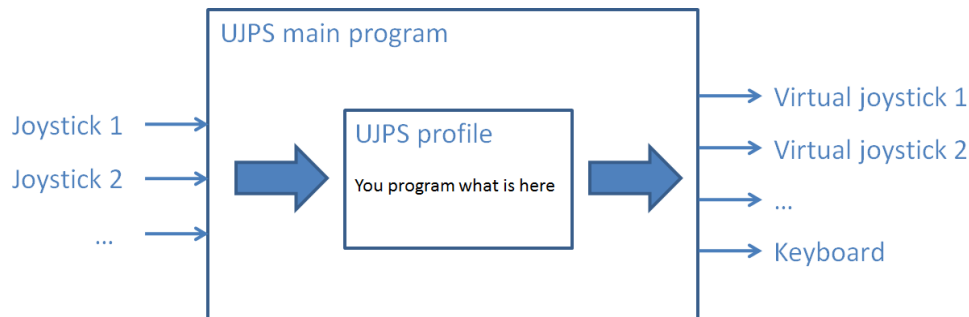 UJPS main program
Joystick 1
Joystick 2
...
UJPS profile
You program what is here
Virtual joystick 1
Virtual joystick 2
...
Keyboard